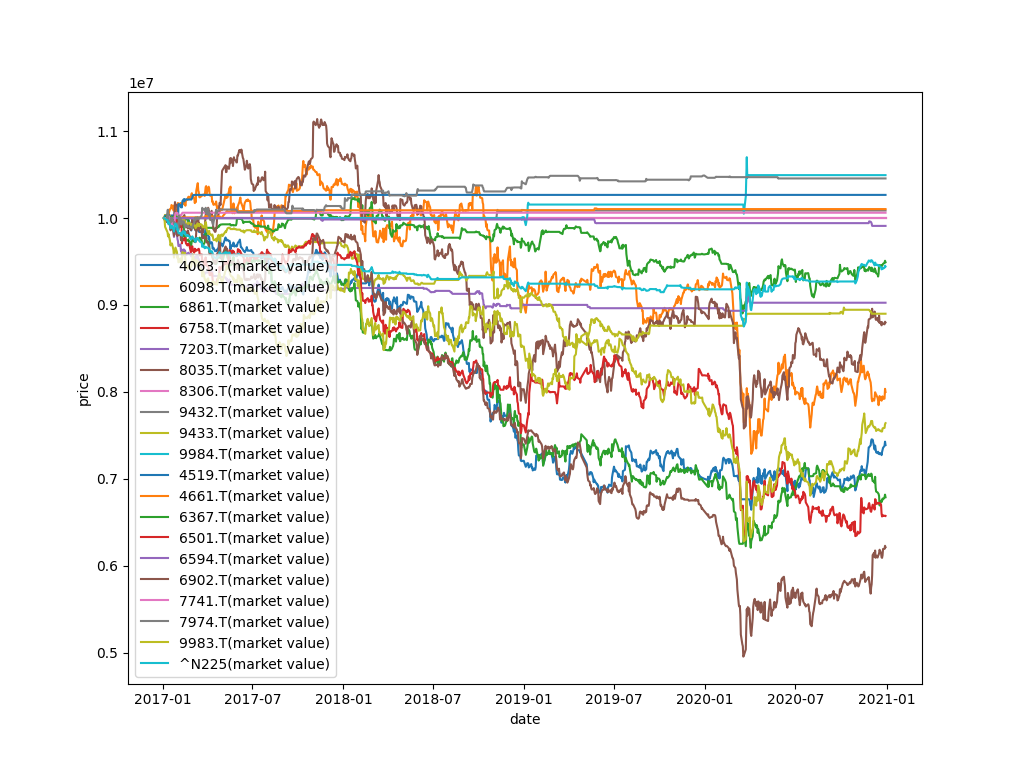 1e7
1.1
1.0
0.9
0.8
0.7
0.6
0.5
price
4063.T(market value)
6098.T(market value)
6861.T(market value)
6758.T(market value)
7203.T(market value)
8035.T(market value)
8306.T(market value)
9432.T(market value)
9433.T(market value)
9984.T(market value)
4519.T(market value)
4661.T(market value)
6367.T(market value)
6501.T(market value)
6594.T(market value)
6902.T(market value)
7741.T(market value)
7974.T(market value)
9983.T(market value)
^N225(market value)
2017-01 2017-07 2018-01 2018-07 2019-01 2019-07 2020-01 2020-07 2021-01
date